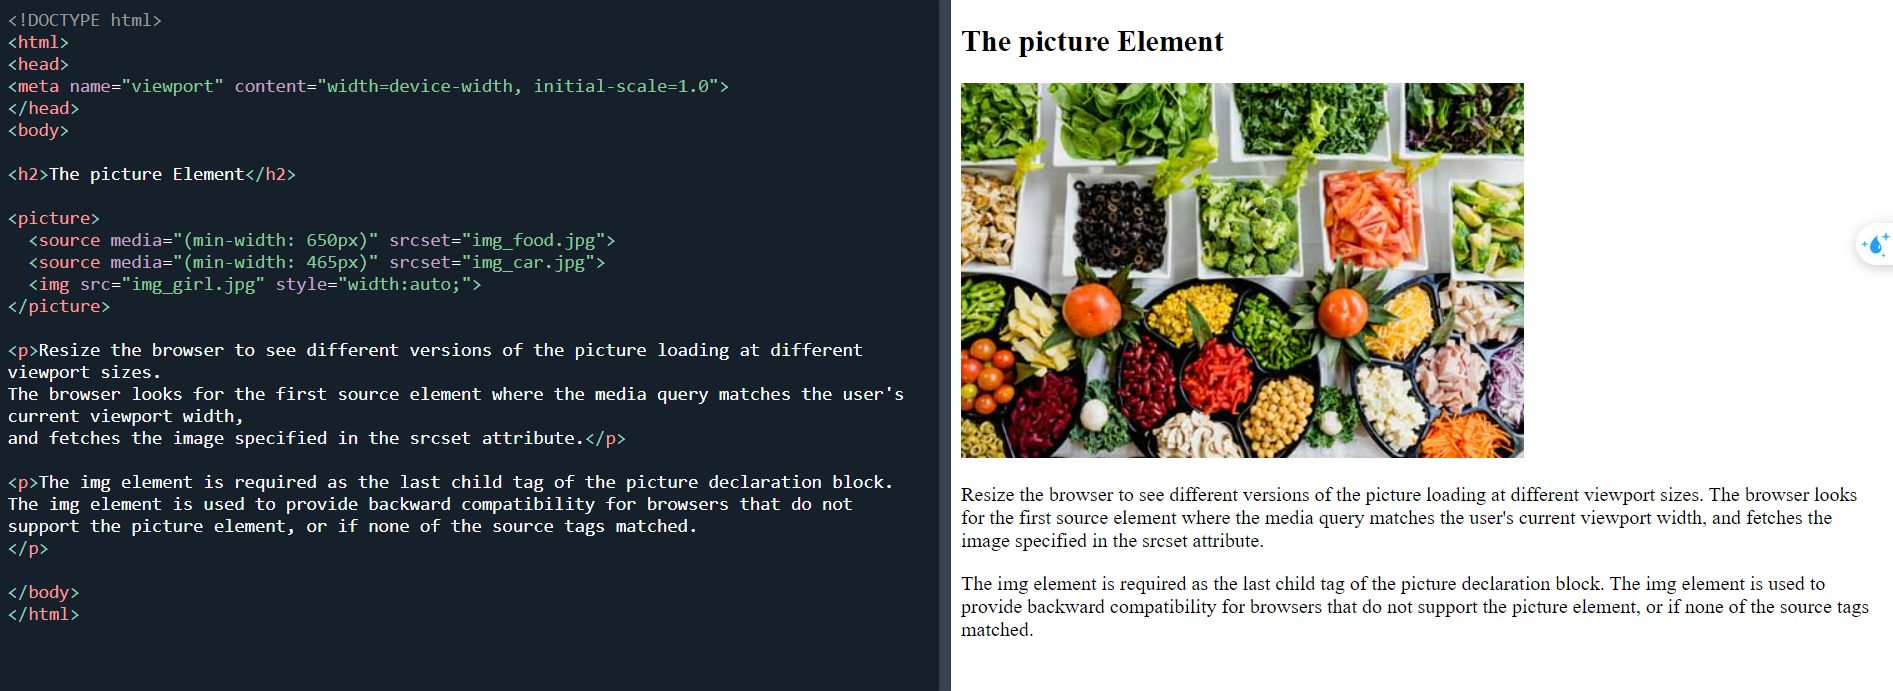 <!DOCTYPE html>
<html>
<head>
<meta name="viewport" content="width=device-width, initial-scale=1.0">
</head>
<body>
<h2>The picture Element</h2>
<picture>
<source media="(min-width: 650px)" srcset="img_food.jpg">
<source media="(min-width: 465px)" srcset="img_car.jpg">
<img src="img_girl.jpg" style="width:auto;">
</picture>
<p>Resize the browser to see different versions of the picture loading at different
viewport sizes.
The browser looks for the first source element where the media query matches the user's
current viewport width,
and fetches the image specified in the srcset attribute.</p>
<p>The img element is required as the last child tag of the picture declaration block.
The img element is used to provide backward compatibility for browsers that do not
support the picture element, or if none of the source tags matched.
</p>
</body>
</html>
The picture Element
Resize the browser to see different versions of the picture loading at different viewport sizes. The browser looks
for the first source element where the media query matches the user's current viewport width, and fetches the
image specified in the srcset attribute.
The img element is required as the last child tag of the picture declaration block. The img element is used to
provide backward compatibility for browsers that do not support the picture element, or if none of the source tags
matched.